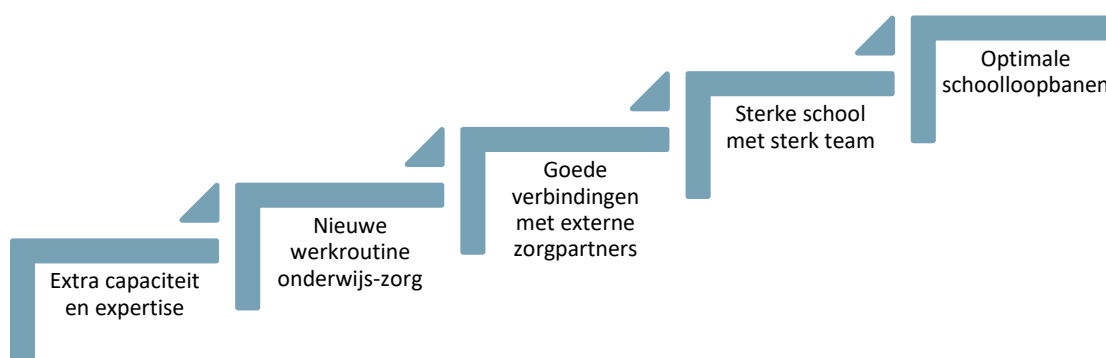 Extra capaciteit
en expertise
Nieuwe
werkroutine
onderwijs-zorg
Goede
verbindingen
met externe
zorgpartners
Sterke school
met sterk team
Optimale
schoolloopbanen